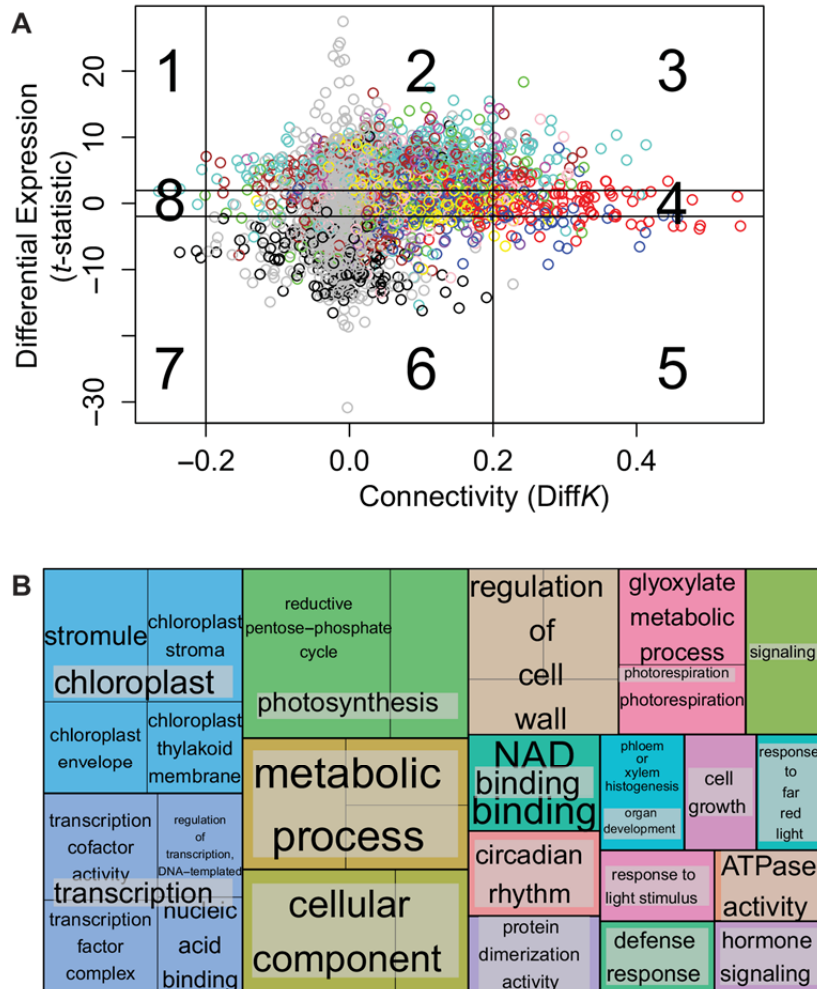 A
1
2
3
8
4
7
6
5
20
10
0
−10
−30
Differential Expression
(t-statistic)
−0.2
0.0
0.2
0.4
Connectivity (DiffK)
B
stromule
chloroplast
stroma
chloroplast
chloroplast
envelope
chloroplast
thylakoid
membrane
transcription
cofactor
activity
regulation
of
transcription,
DNA−templated
transcription
transcription
factor
complex
nucleic
acid
binding
reductive
pentose−phosphate
cycle
photosynthesis
metabolic
process
cellular
component
regulation
of
cell
wall
glyoxylate
metabolic
process
photorespiration
photorespiration
signaling
NAD
binding
binding
phloem
or
xylem
histogenesis
organ
development
cell
growth
response
to
far
red
light
circadian
rhythm
response to
light stimulus
ATPase
activity
protein
dimerization
activity
defense
response
hormone
signaling